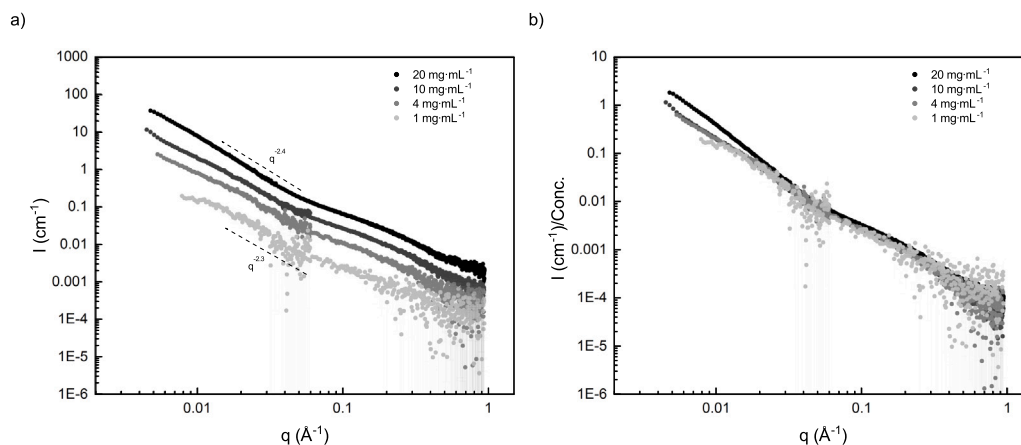 a)
1000
100
10
1
0.1
0.01
0.001
1E-4
1E-5
1E-6
I (cm⁻¹)
20 mg·mL⁻¹
10 mg·mL⁻¹
4 mg·mL⁻¹
1 mg·mL⁻¹
q⁻²·⁴
q⁻²·³
0.01
0.1
1
q (Å⁻¹)
b)
10
1
0.1
0.01
0.001
1E-4
1E-5
1E-6
I (cm⁻¹)/Conc.
20 mg·mL⁻¹
10 mg·mL⁻¹
4 mg·mL⁻¹
1 mg·mL⁻¹
0.01
0.1
1
q (Å⁻¹)